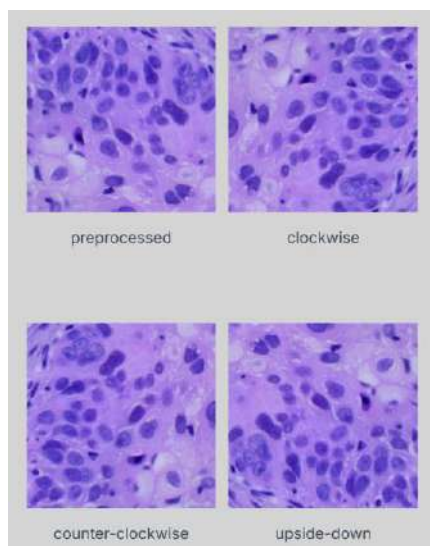 preprocessed
clockwise
counter-clockwise
upside-down